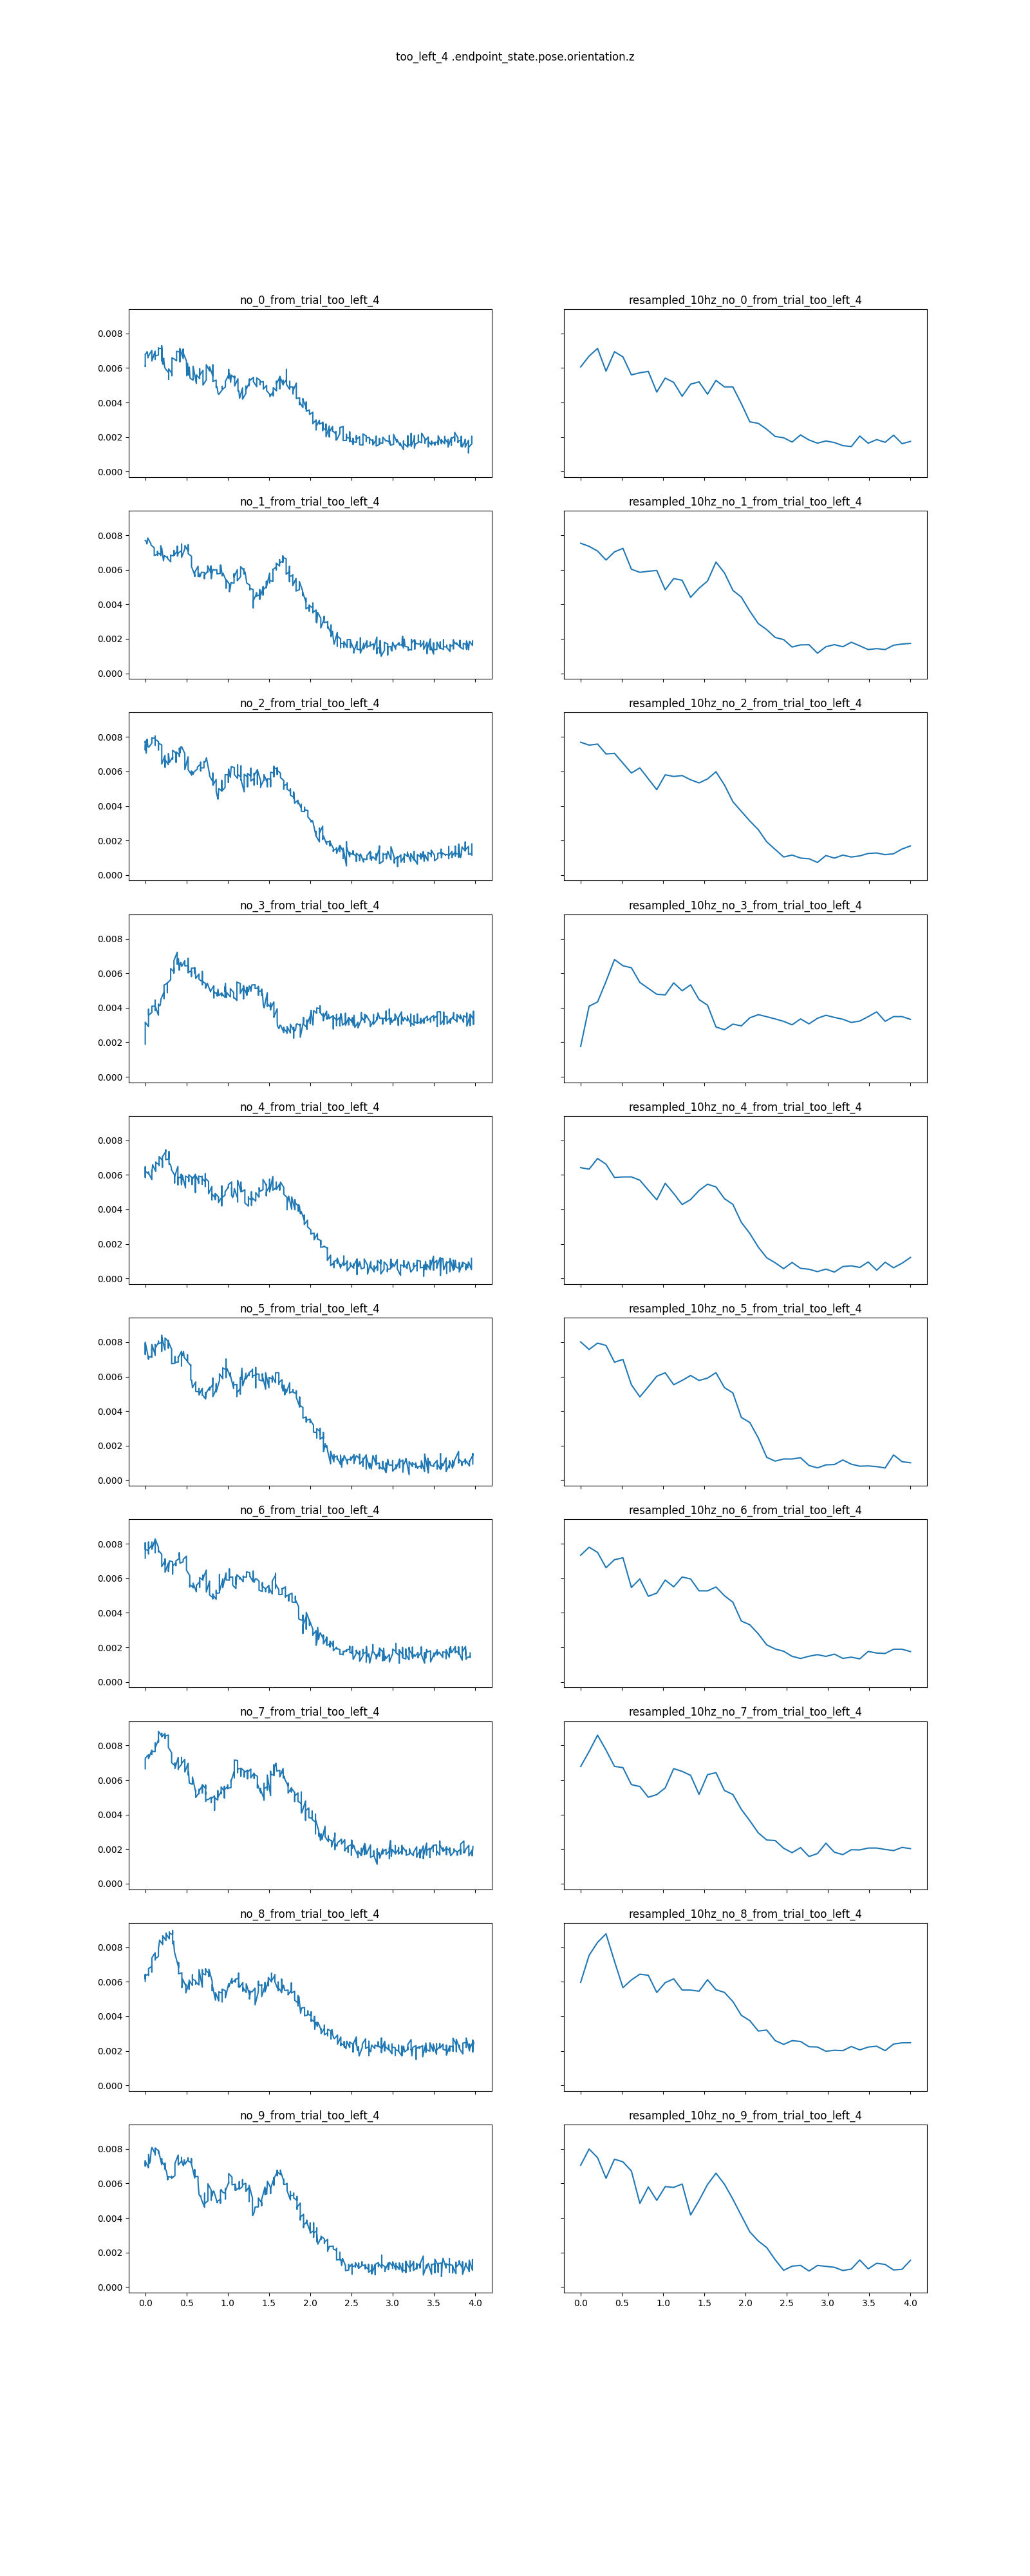 too_left_4 .endpoint_state.pose.orientation.z
no_0_from_trial_too_left_4
resampled_10hz_no_0_from_trial_too_left_4
0.008
0.006
0.004
0.002
0.000
no_1_from_trial_too_left_4
resampled_10hz_no_1_from_trial_too_left_4
0.008
0.006
0.004
0.002
0.000
no_2_from_trial_too_left_4
resampled_10hz_no_2_from_trial_too_left_4
0.008
0.006
0.004
0.002
0.000
no_3_from_trial_too_left_4
resampled_10hz_no_3_from_trial_too_left_4
0.008
0.006
0.004
0.002
0.000
no_4_from_trial_too_left_4
resampled_10hz_no_4_from_trial_too_left_4
0.008
0.006
0.004
0.002
0.000
no_5_from_trial_too_left_4
resampled_10hz_no_5_from_trial_too_left_4
0.008
0.006
0.004
0.002
0.000
no_6_from_trial_too_left_4
resampled_10hz_no_6_from_trial_too_left_4
0.008
0.006
0.004
0.002
0.000
no_7_from_trial_too_left_4
resampled_10hz_no_7_from_trial_too_left_4
0.008
0.006
0.004
0.002
0.000
no_8_from_trial_too_left_4
resampled_10hz_no_8_from_trial_too_left_4
0.008
0.006
0.004
0.002
0.000
no_9_from_trial_too_left_4
resampled_10hz_no_9_from_trial_too_left_4
0.008
0.006
0.004
0.002
0.000
0.0 0.5 1.0 1.5 2.0 2.5 3.0 3.5 4.0
0.0 0.5 1.0 1.5 2.0 2.5 3.0 3.5 4.0